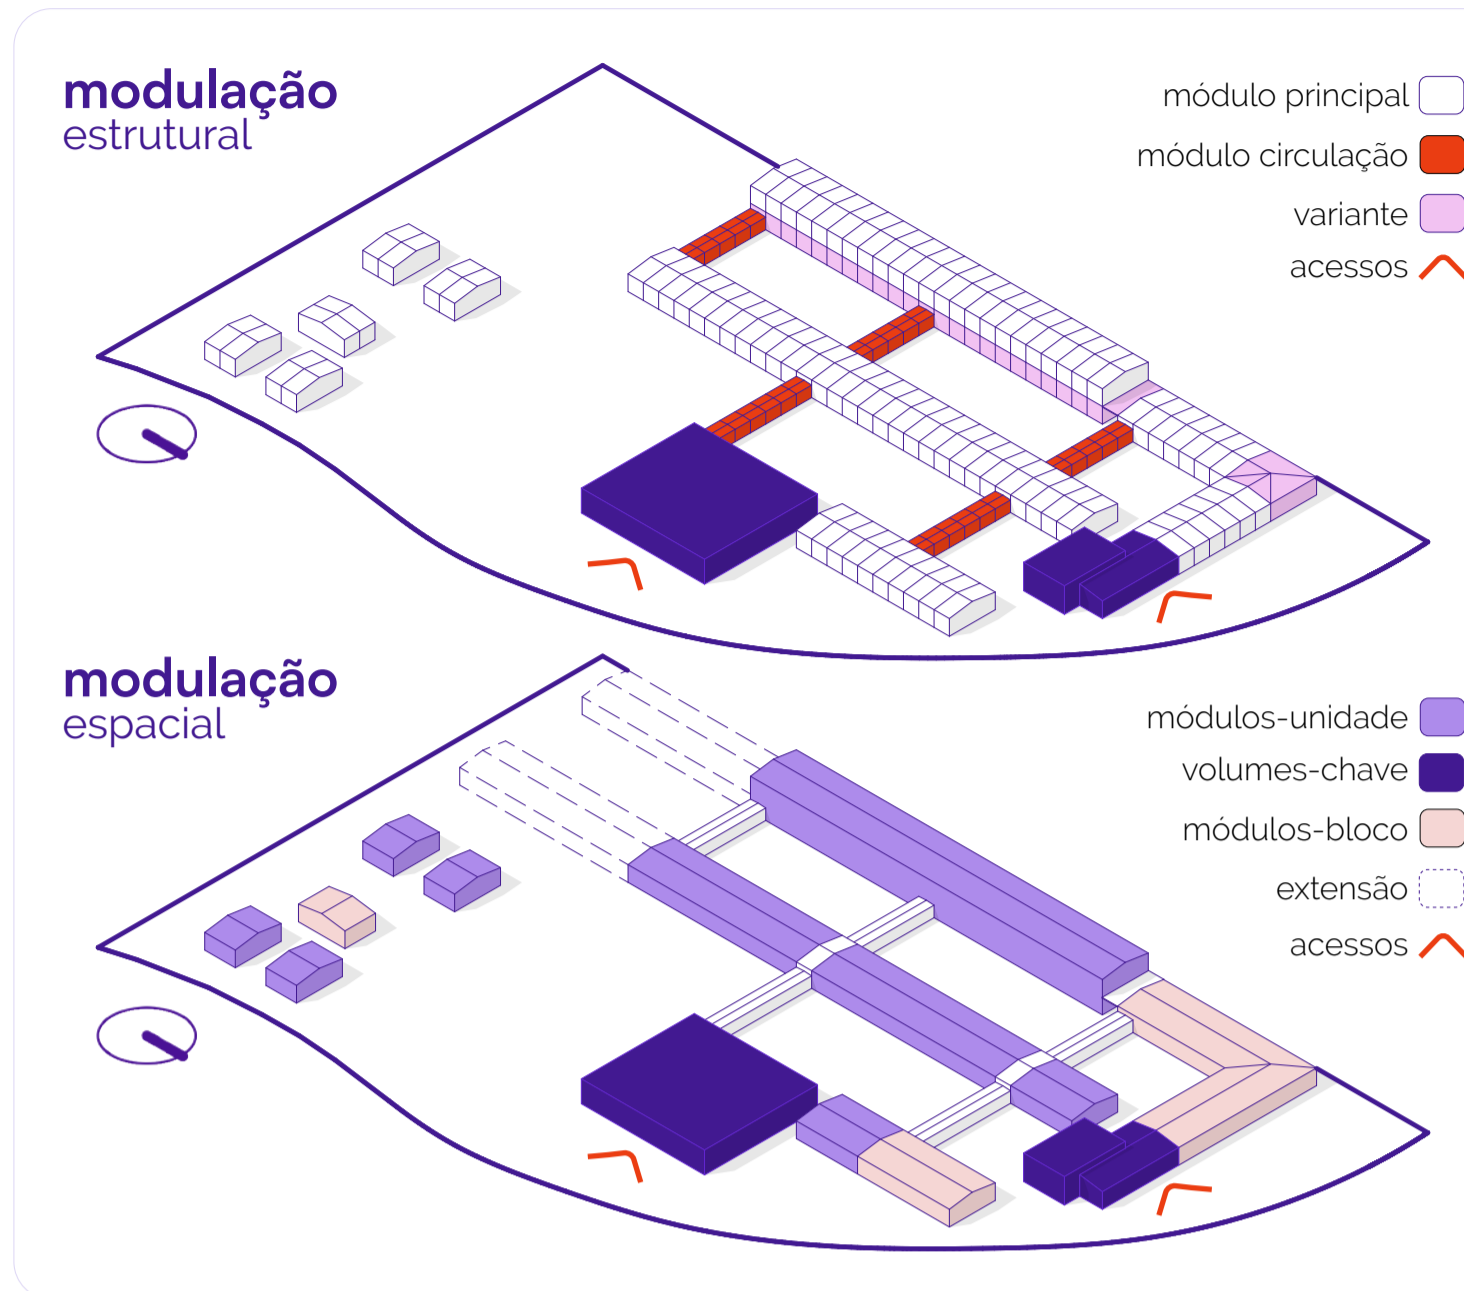 modulação
estrutural
módulo principal
módulo circulação
variante
acessos
modulação
espacial
módulos-unidade
volumes-chave
módulos-bloco
extensão
acessos